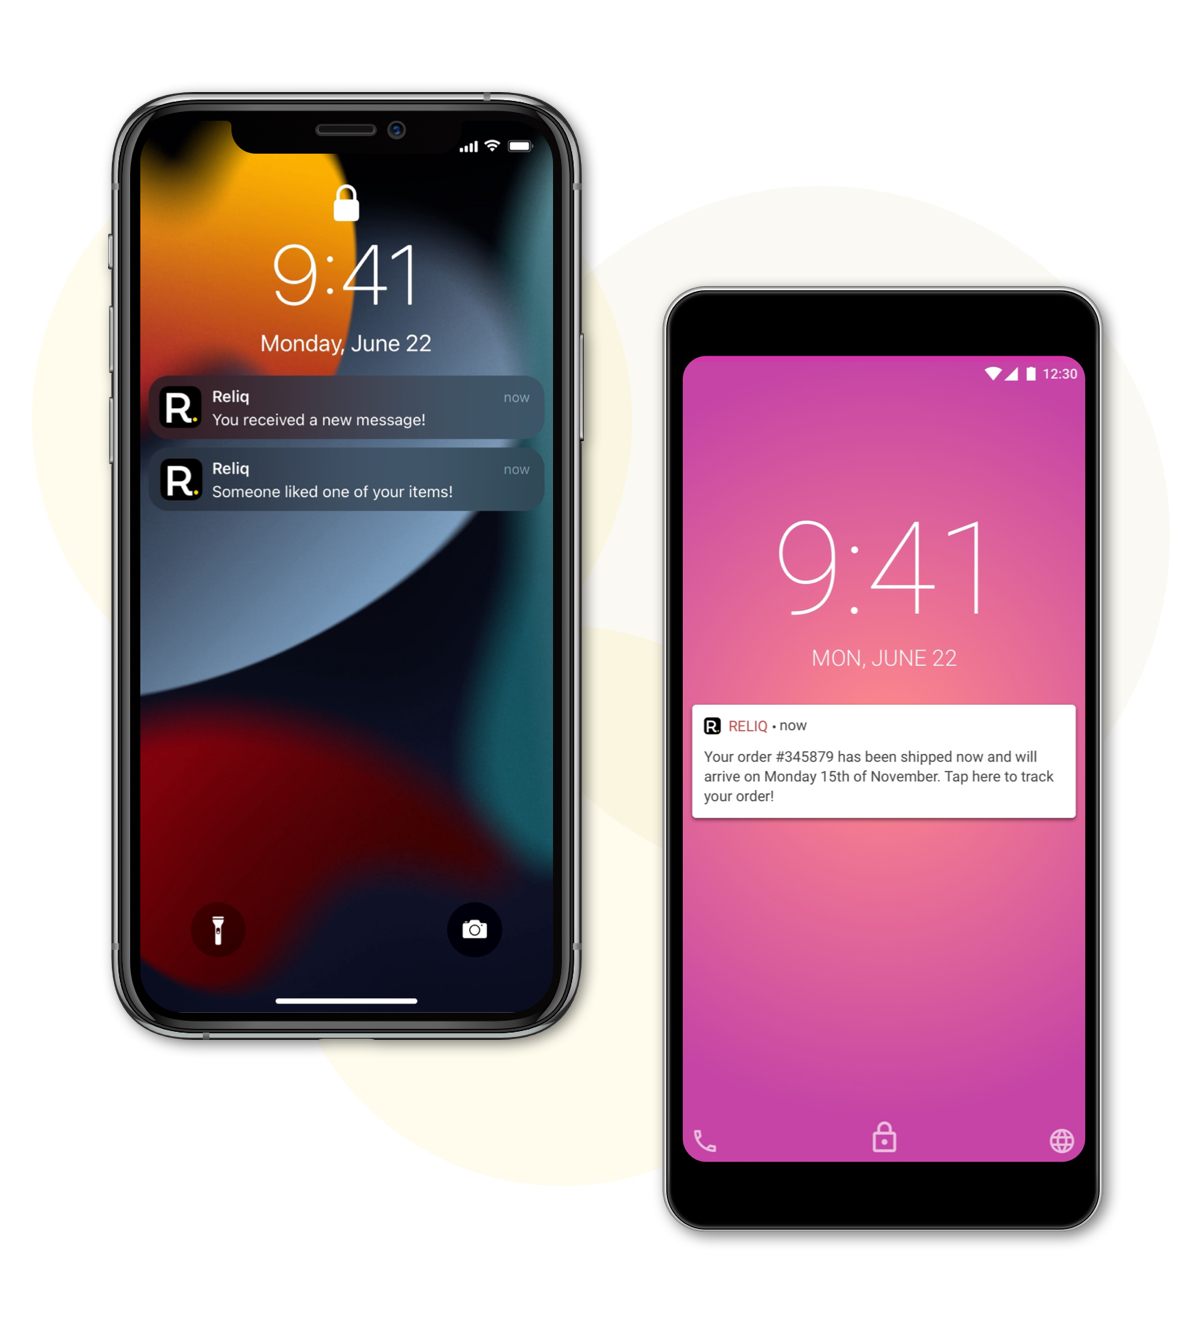 9:41
Monday, June 22
R. Reliq now
You received a new message!
R. Reliq now
Someone liked one of your items!
12:30
9:41
MON, JUNE 22
R. RELIQ • now
Your order #345879 has been shipped now and will
arrive on Monday 15th of November. Tap here to track
your order!